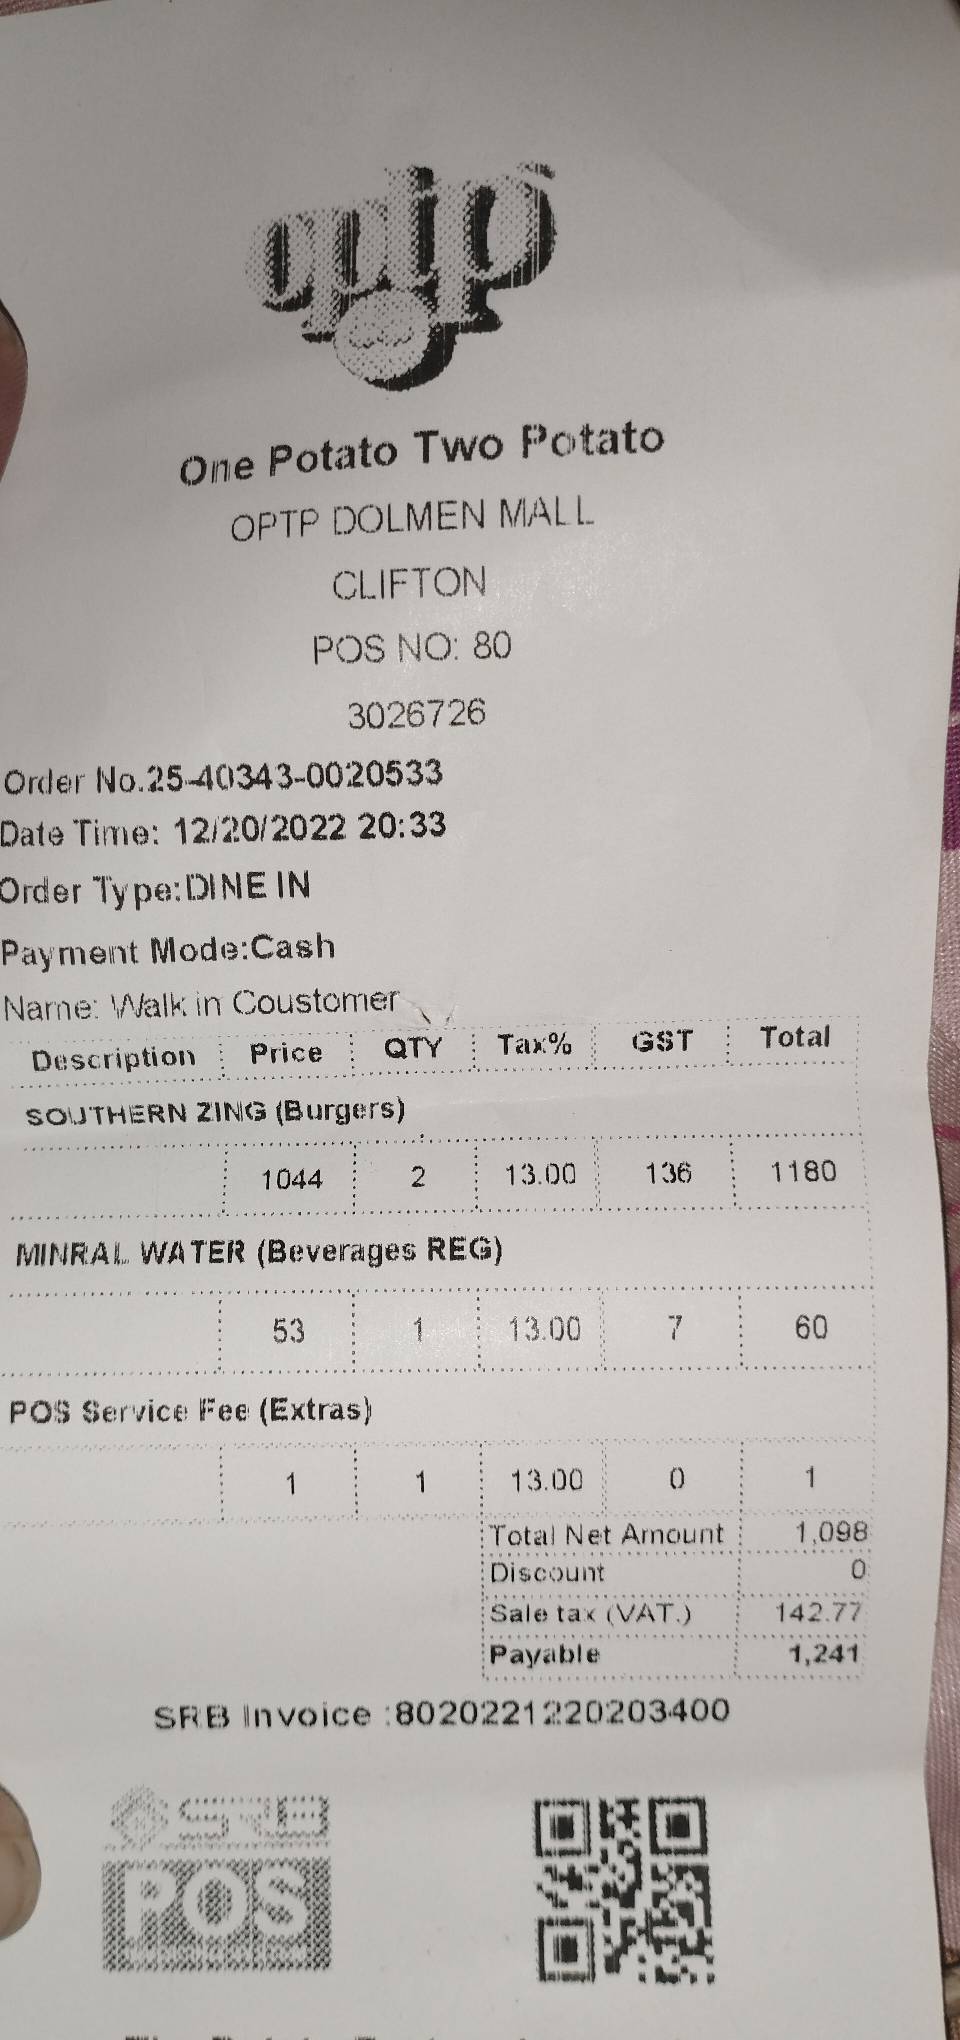 optp
One Potato Two Potato
OPTP DOLMEN MALL
CLIFTON
POS NO: 80
3026726
Order No.25-40343-0020533
Date Time: 12/20/2022 20:33
Order Type:DINE IN
Payment Mode:Cash
Name: Walk in Coustomer
Description Price QTY Tax% GST Total
SOUTHERN ZING (Burgers)
1044 2 13.00 136 1180
MINRAL WATER (Beverages REG)
53 1 13.00 7 60
POS Service Fee (Extras)
1 1 13.00 0 1
Total Net Amount 1,098
Discount 0
Sale tax (VAT.) 142.77
Payable 1,241
SRB Invoice :8020221220203400
SRB
POS